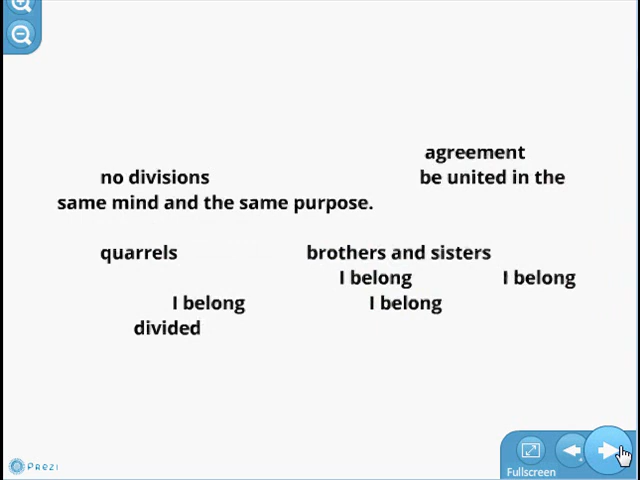 agreement
no divisions be united in the
same mind and the same purpose.
quarrels brothers and sisters
I belong I belong
I belong I belong
divided
Fullscreen
PREZI